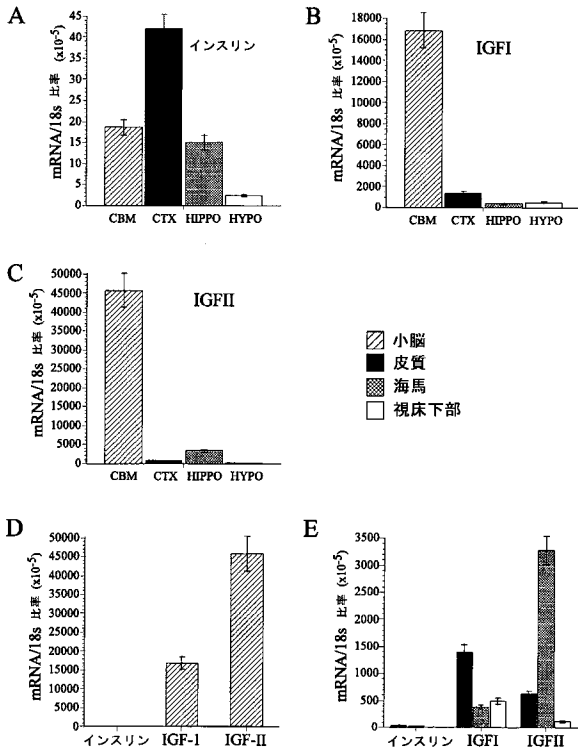 A
インスリン
mRNA/18s 比率 (x10-5)
45
40
35
30
25
20
15
10
5
0
CBM CTX HIPPO HYPO
B
IGFI
mRNA/18s 比率 (x10-5)
18000
16000
14000
12000
10000
8000
6000
4000
2000
0
CBM CTX HIPPO HYPO
C
IGFII
mRNA/18s 比率 (x10-5)
50000
45000
40000
35000
30000
25000
20000
15000
10000
5000
0
CBM CTX HIPPO HYPO
小脳
皮質
海馬
視床下部
D
mRNA/18s 比率 (x10-5)
50000
45000
40000
35000
30000
25000
20000
15000
10000
5000
0
インスリン IGF-I IGF-II
E
mRNA/18s 比率 (x10-5)
3500
3000
2500
2000
1500
1000
500
0
インスリン IGFI IGFII